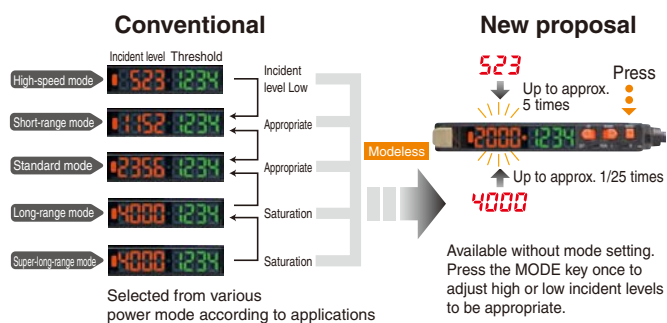 Conventional
New proposal
Incident level Threshold
High-speed mode 523 1234 Incident level Low
Short-range mode 1152 1234 Appropriate
Standard mode 2356 1234 Appropriate
Long-range mode 4000 1234 Saturation
Super-long-range mode 4000 1234 Saturation
Selected from various
power mode according to applications
Modeless
523
Up to approx.
5 times
Press
2000 1234
Up to approx. 1/25 times
4000
Available without mode setting.
Press the MODE key once to
adjust high or low incident levels
to be appropriate.